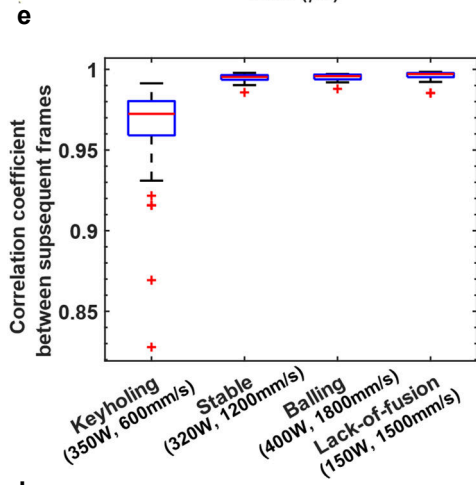 e
Correlation coefficient
between supsequent frames
1
0.95
0.9
0.85
Keyholing
(350W, 600mm/s)
Stable
(320W, 1200mm/s)
Balling
(400W, 1800mm/s)
Lack-of-fusion
(150W, 1500mm/s)